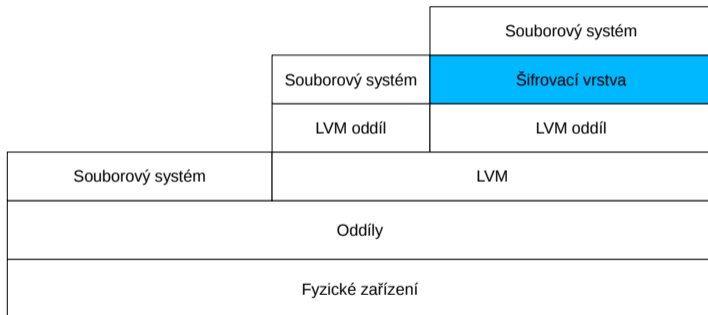 Souborový systém
Souborový systém
Šifrovací vrstva
LVM oddíl
LVM oddíl
Souborový systém
LVM
Oddíly
Fyzické zařízení